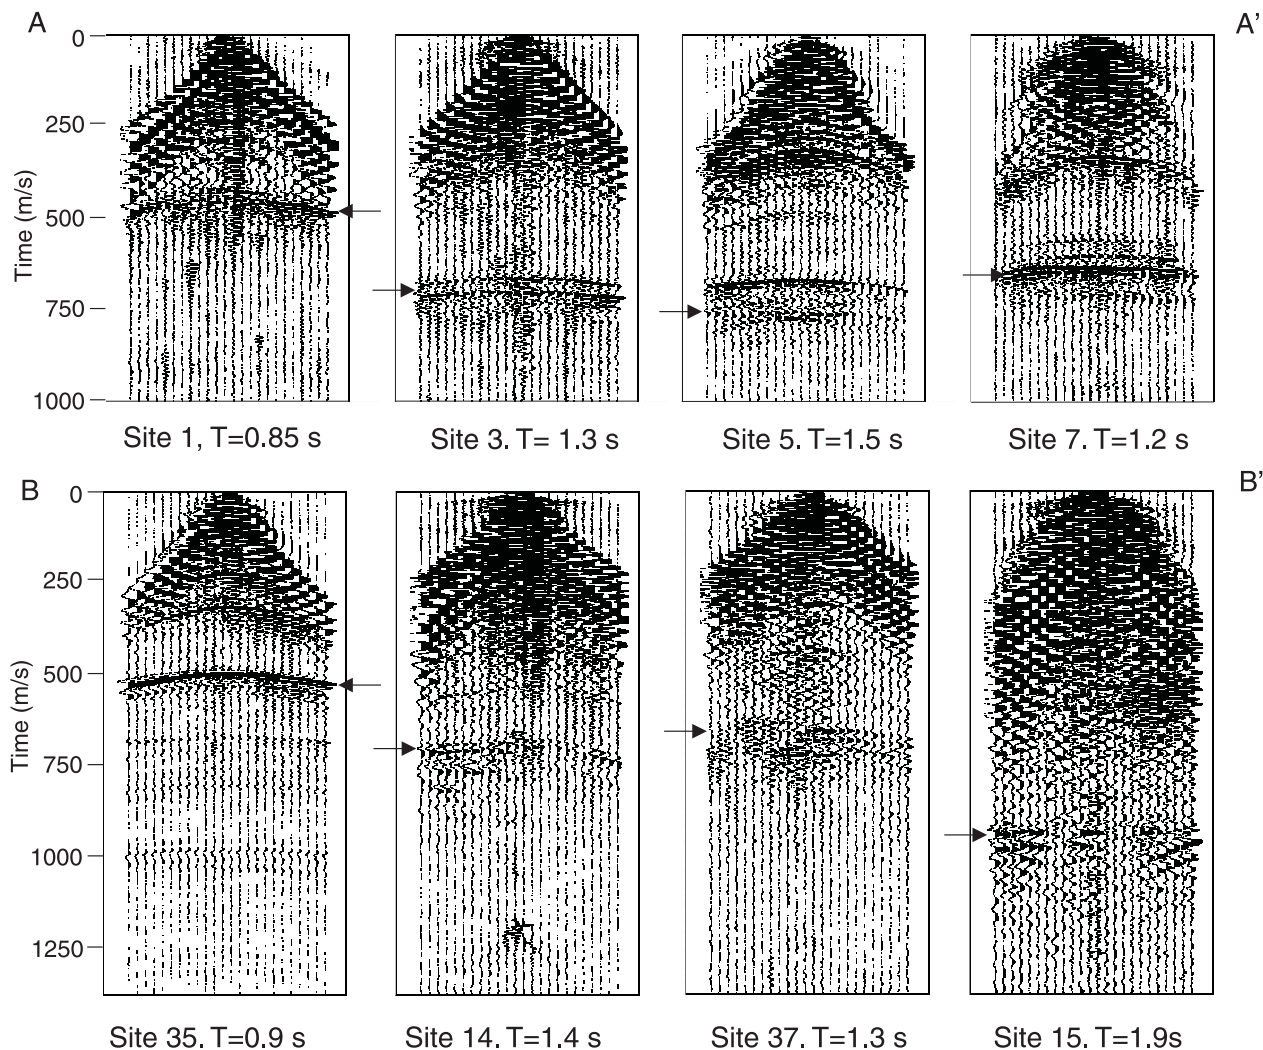 A
A'
0
250
500
750
1000
Time (m/s)
Site 1, T=0.85 s
Site 3. T= 1.3 s
Site 5. T=1.5 s
Site 7. T=1.2 s
B
B'
0
250
500
750
1000
1250
Time (m/s)
Site 35. T=0.9 s
Site 14. T=1.4 s
Site 37. T=1.3 s
Site 15. T=1.9s